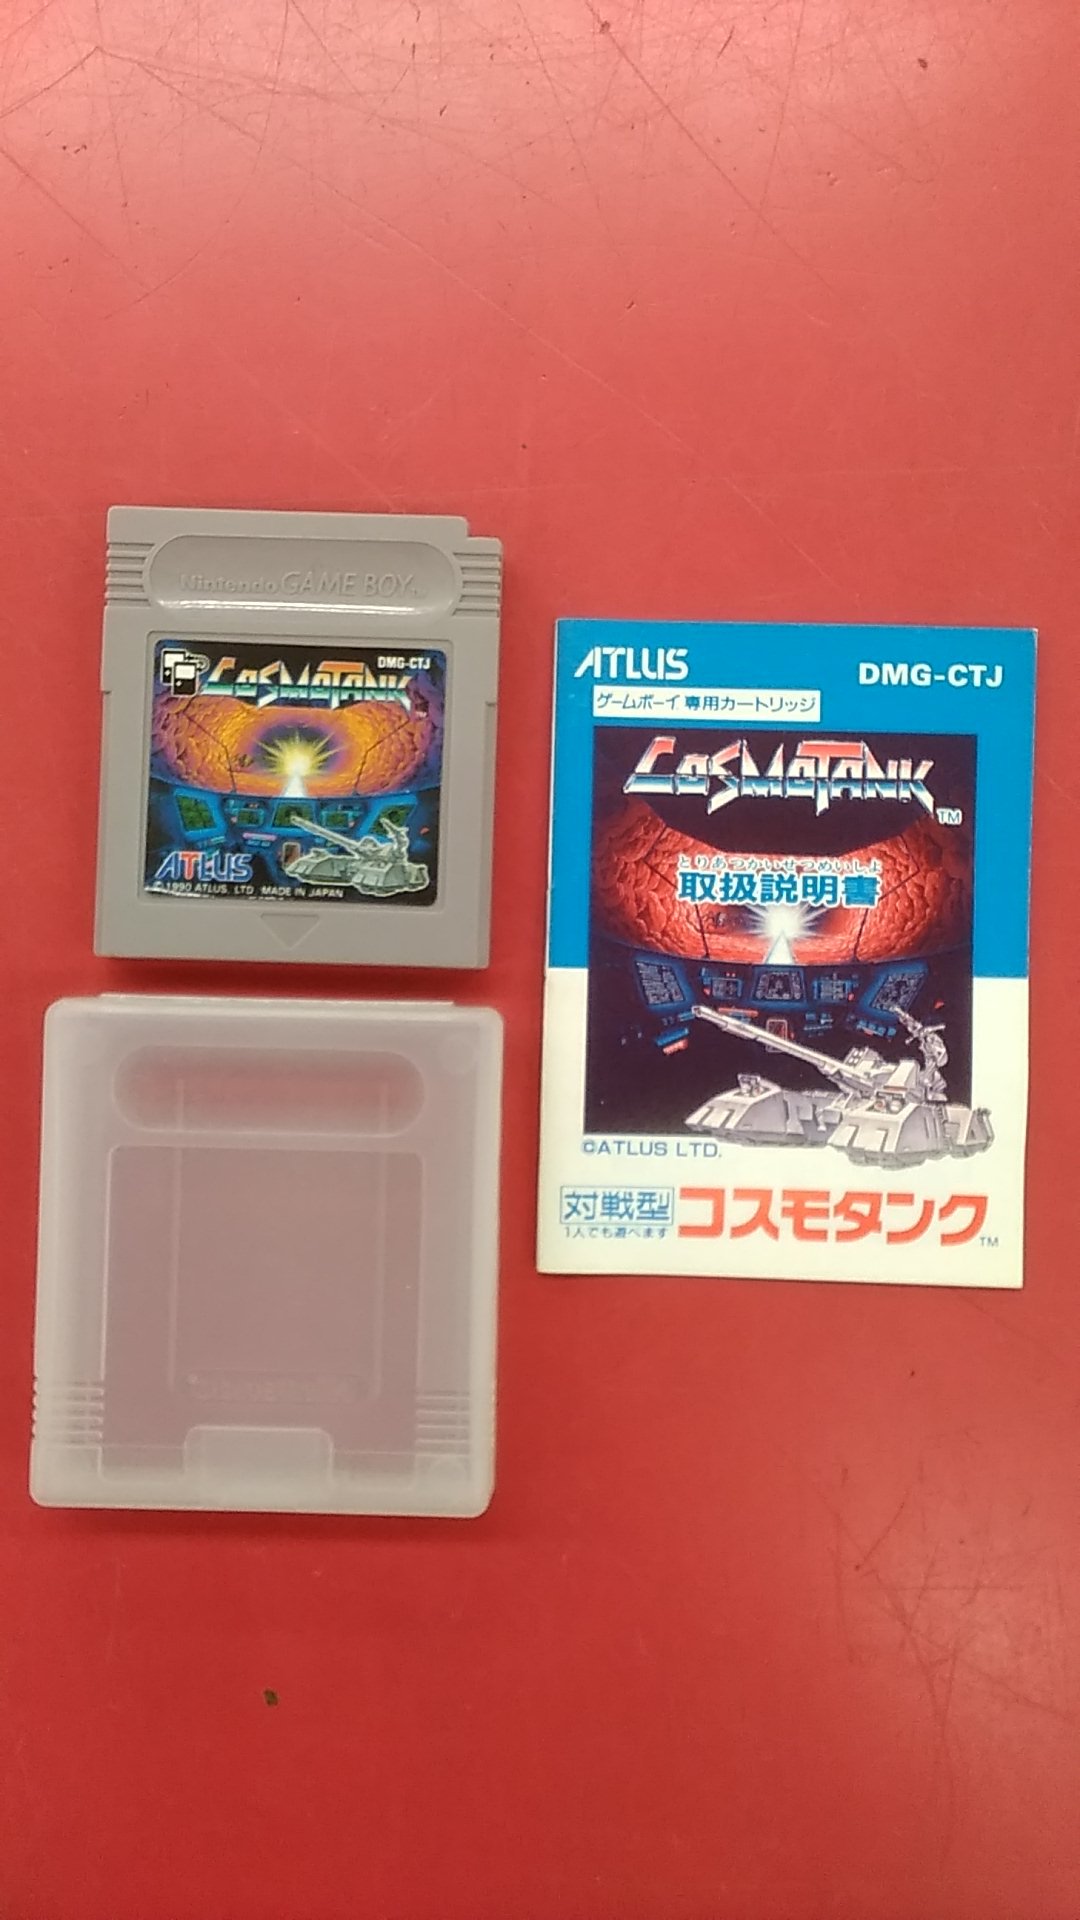 Nintendo GAME BOY
DMG-CTJ
COSMOTANK
ATLUS
© 1990 ATLUS, LTD MADE IN JAPAN
ATLUS
DMG-CTJ
ゲームボーイ専用カートリッジ
COSMOTANK
TM
とりあつかいせつめいしよ
取扱説明書
©ATLUS LTD.
対戦型 コスモタンク TM
1人でも遊べます